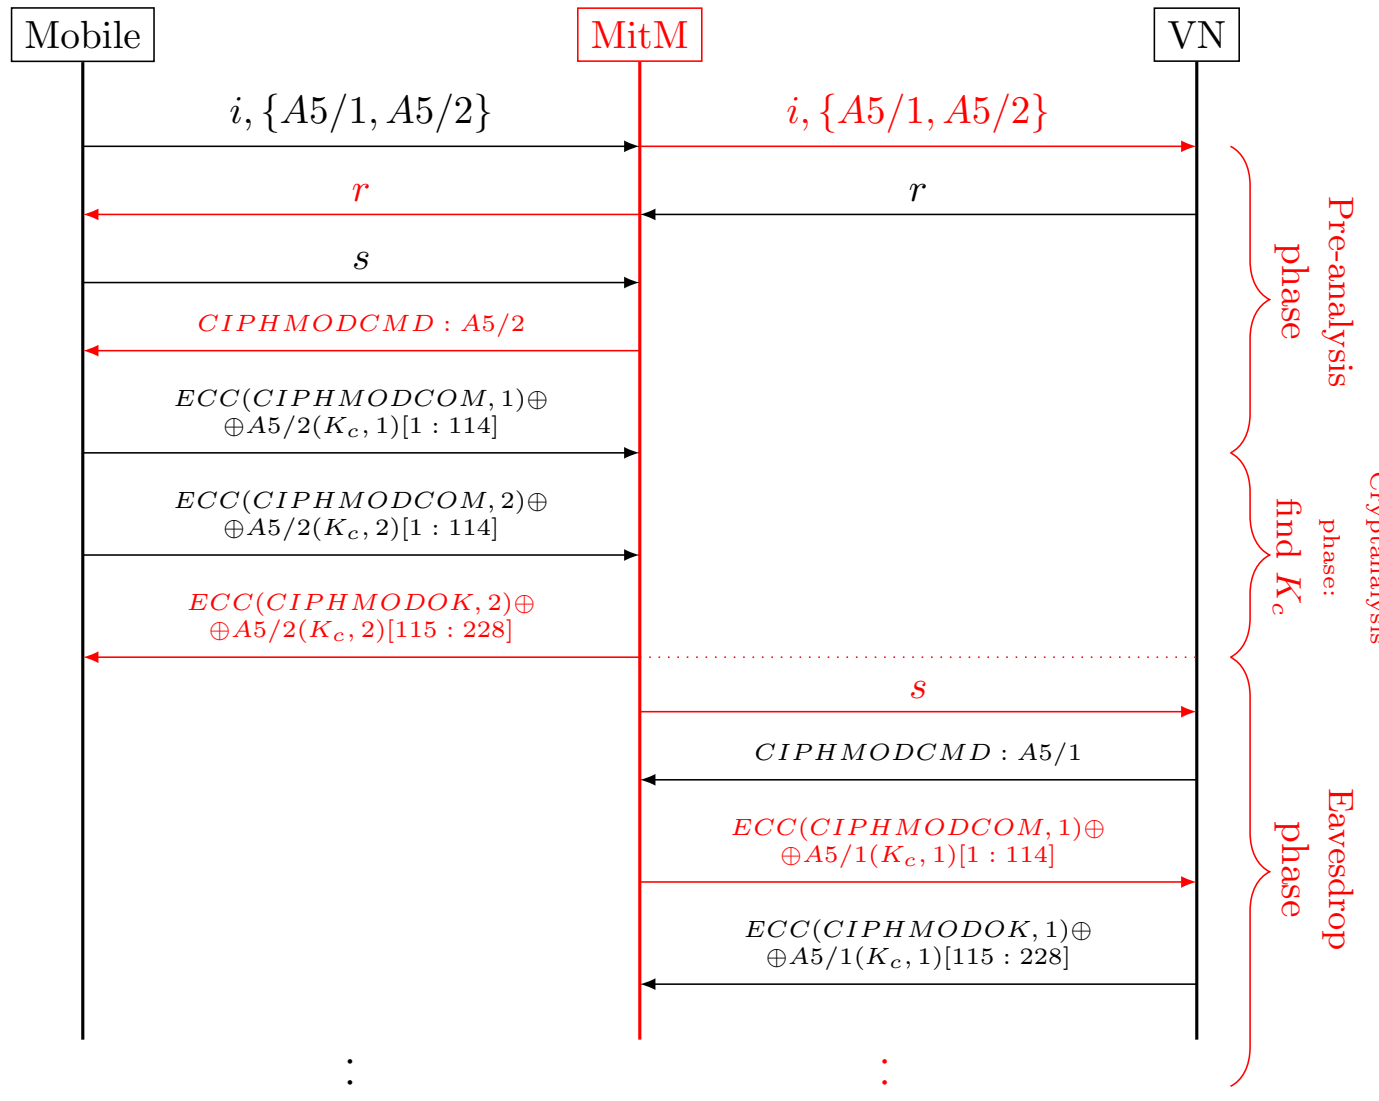 Mobile
MitM
VN
i, {A5/1, A5/2}
i, {A5/1, A5/2}
r
r
s
CIPHMODCMD : A5/2
ECC(CIPHMODCOM, 1)⊕
⊕A5/2(K_c, 1)[1 : 114]
ECC(CIPHMODCOM, 2)⊕
⊕A5/2(K_c, 2)[1 : 114]
ECC(CIPHMODOK, 2)⊕
⊕A5/2(K_c, 2)[115 : 228]
s
CIPHMODCMD : A5/1
ECC(CIPHMODCOM, 1)⊕
⊕A5/1(K_c, 1)[1 : 114]
ECC(CIPHMODOK, 1)⊕
⊕A5/1(K_c, 1)[115 : 228]
:
:
Pre-analysis
phase
Cryptanalysis
phase:
find K_c
Eavesdrop
phase